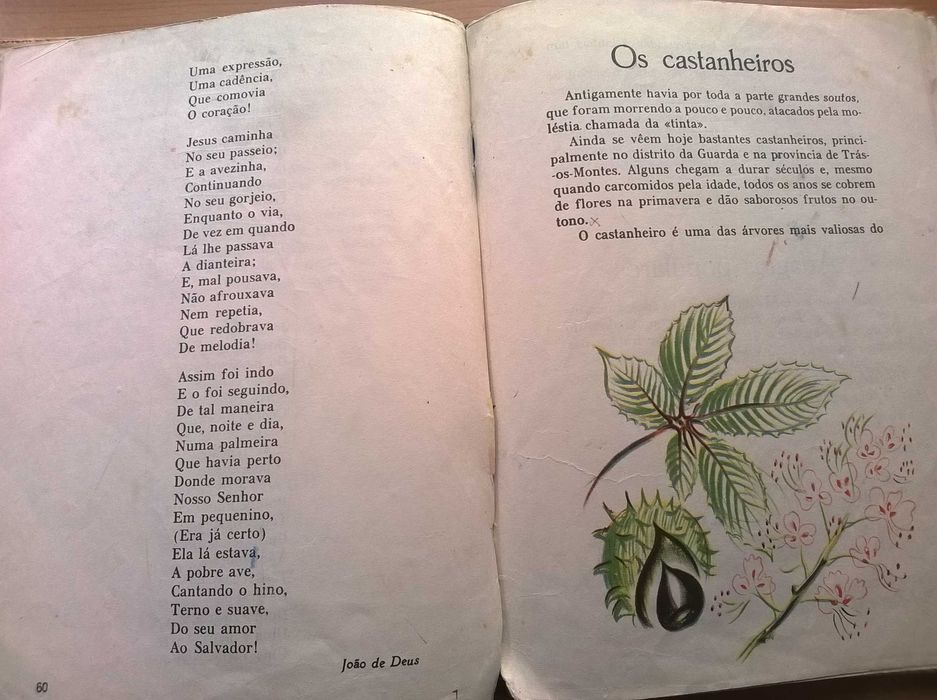 Uma expressão,
Uma cadência,
Que comovia
O coração!
Jesus caminha
No seu passeio;
E a avezinha,
Continuando
No seu gorjeio,
Enquanto o via,
De vez em quando
Lá lhe passava
A dianteira;
E, mal pousava,
Não afrouxava
Nem repetia,
Que redobrava
De melodia!
Assim foi indo
E o foi seguindo,
De tal maneira
Que, noite e dia,
Numa palmeira
Que havia perto
Donde morava
Nosso Senhor
Em pequenino,
(Era já certo)
Ela lá estava,
A pobre ave,
Cantando o hino,
Terno e suave,
Do seu amor
Ao Salvador!
João de Deus
60
Os castanheiros
Antigamente havia por toda a parte grandes soutos,
que foram morrendo a pouco e pouco, atacados pela mo-
léstia chamada da «tinta».
Ainda se vêem hoje bastantes castanheiros, princi-
palmente no distrito da Guarda e na província de Trás-
-os-Montes. Alguns chegam a durar séculos e, mesmo
quando carcomidos pela idade, todos os anos se cobrem
de flores na primavera e dão saborosos frutos no ou-
tono.
O castanheiro é uma das árvores mais valiosas do